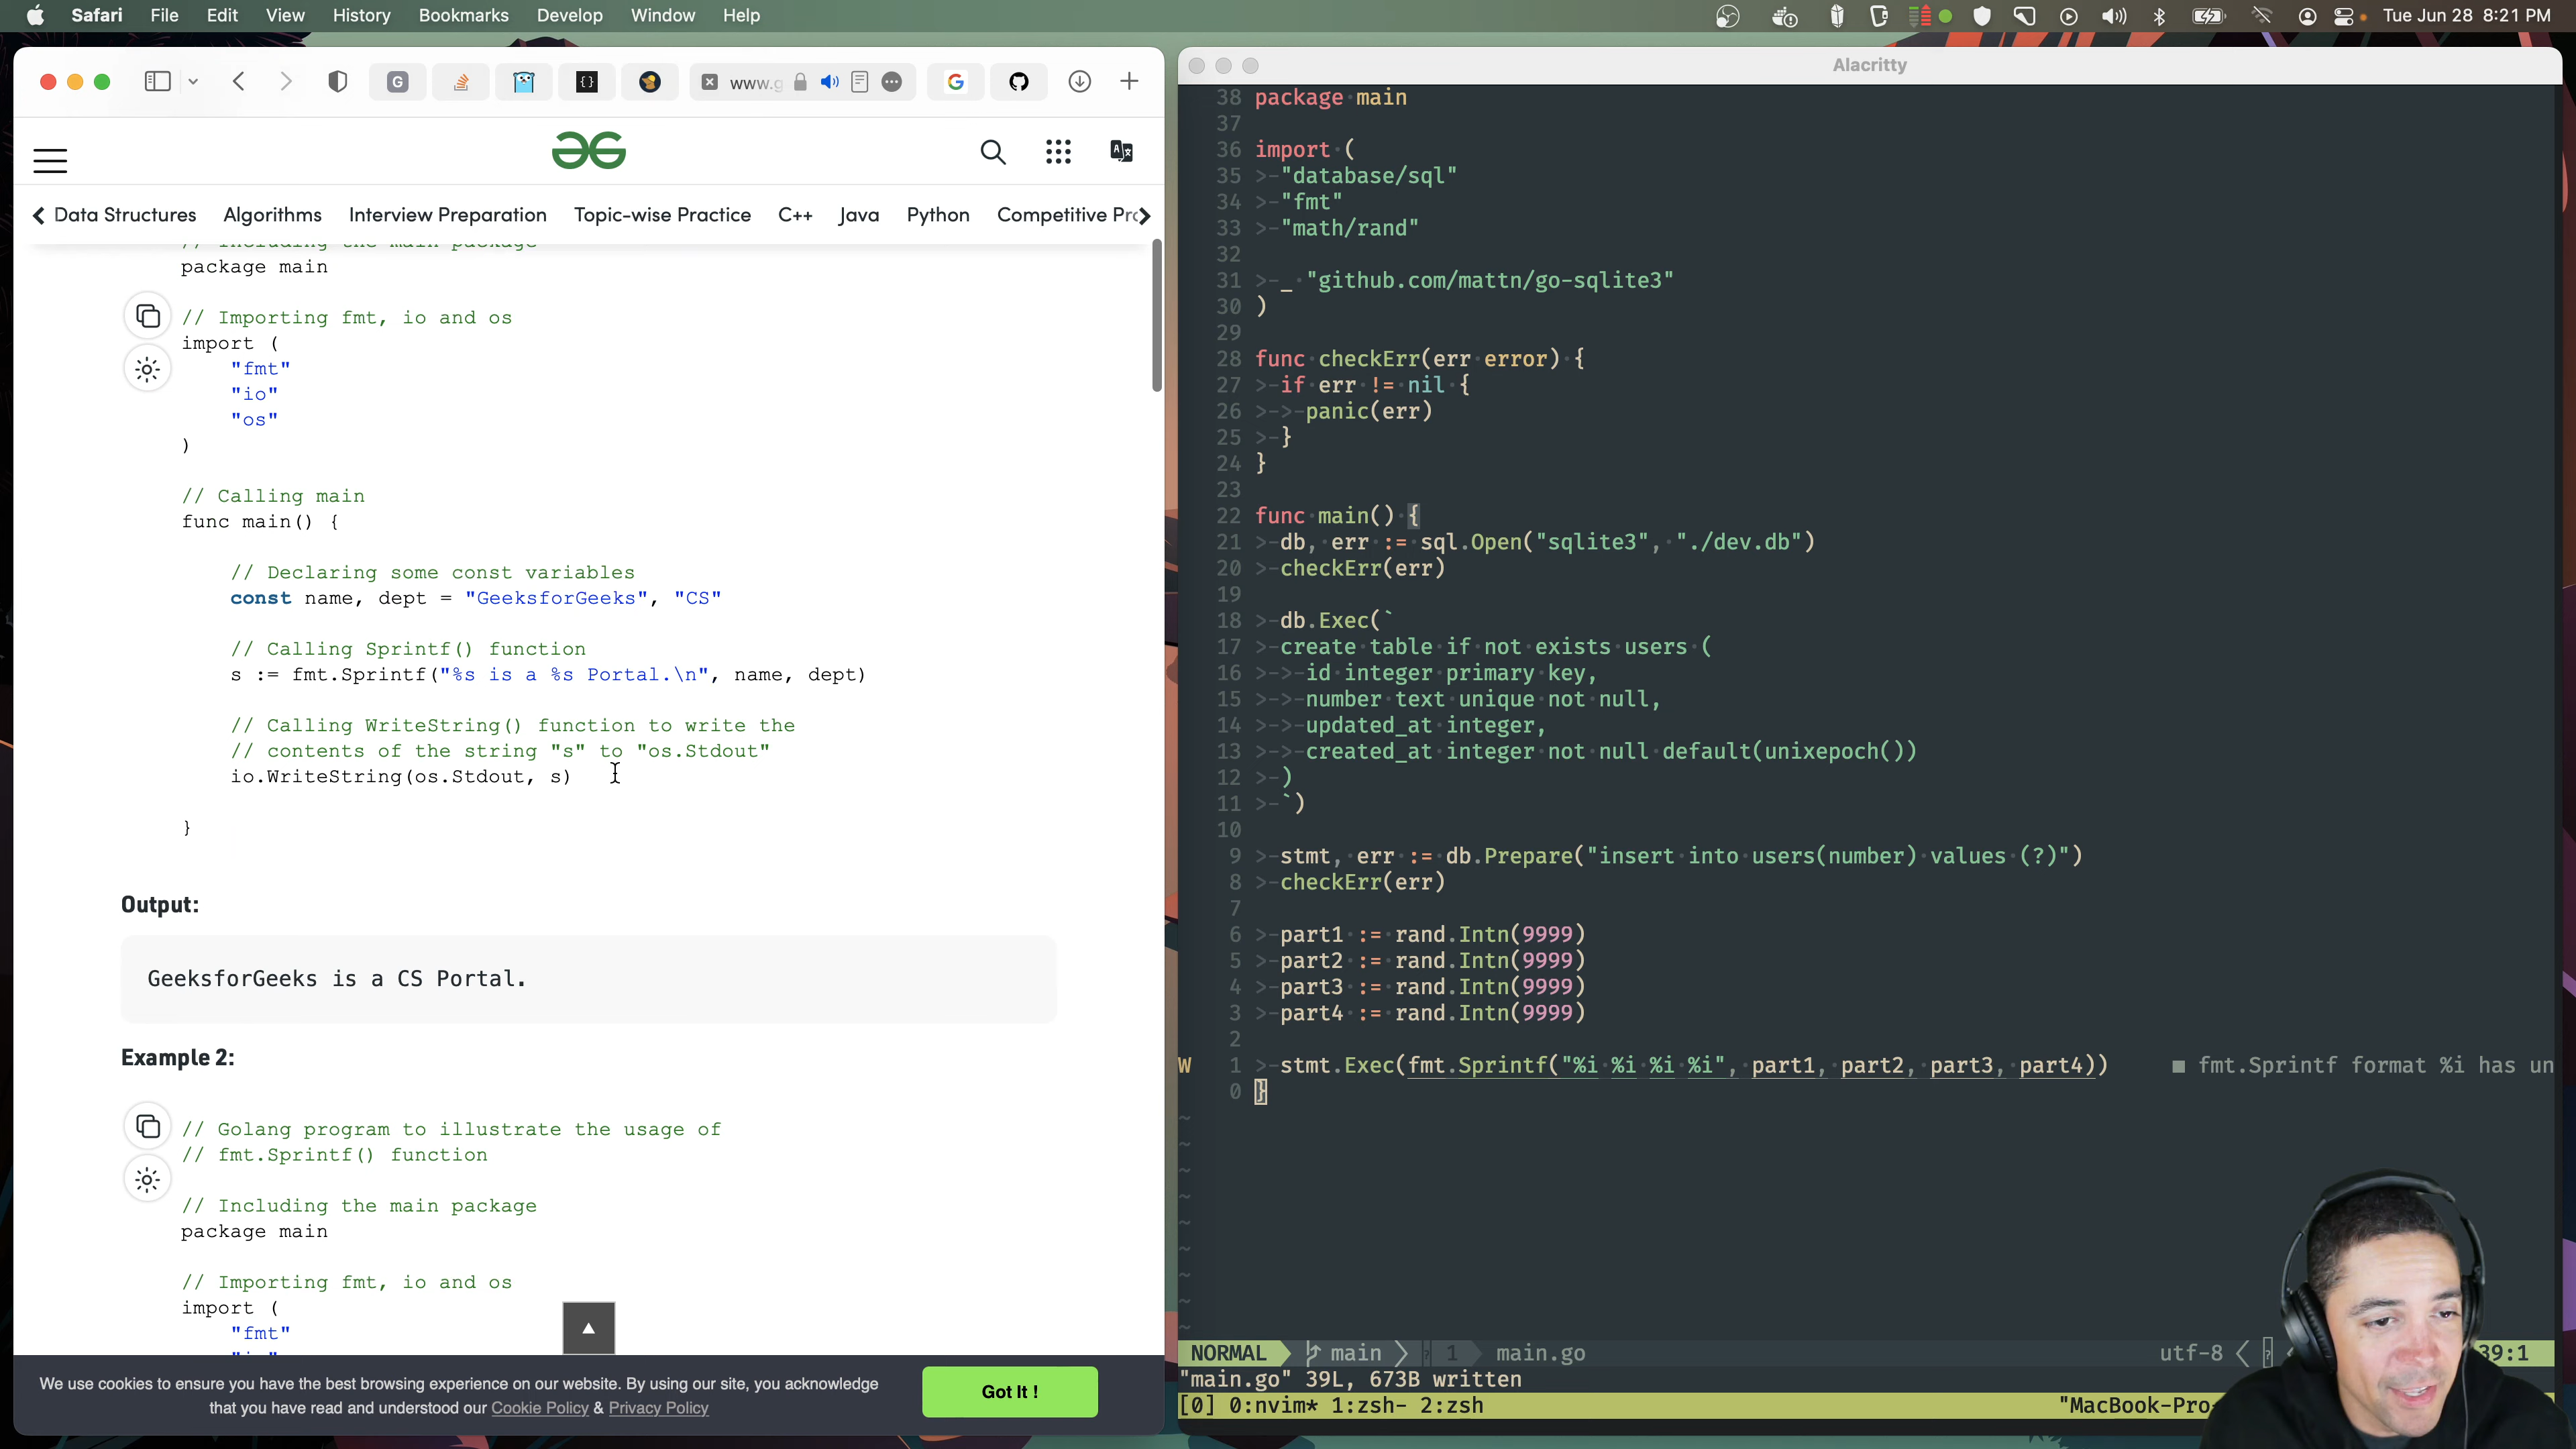 Safari File Edit View History Bookmarks Develop Window Help
Tue Jun 28 8:21 PM
www.g
Data Structures Algorithms Interview Preparation Topic-wise Practice C++ Java Python Competitive Pro
// Including the main package
package main
// Importing fmt, io and os
import (
"fmt"
"io"
"os"
)
// Calling main
func main() {
// Declaring some const variables
const name, dept = "GeeksforGeeks", "CS"
// Calling Sprintf() function
s := fmt.Sprintf("%s is a %s Portal.\n", name, dept)
// Calling WriteString() function to write the
// contents of the string "s" to "os.Stdout"
io.WriteString(os.Stdout, s)
}
Output:
GeeksforGeeks is a CS Portal.
Example 2:
// Golang program to illustrate the usage of
// fmt.Sprintf() function
// Including the main package
package main
// Importing fmt, io and os
import (
"fmt"
We use cookies to ensure you have the best browsing experience on our website. By using our site, you acknowledge
that you have read and understood our Cookie Policy & Privacy Policy
Got It !
Alacritty
38 package main
37
36 import (
35 "database/sql"
34 "fmt"
33 "math/rand"
32
31 _ "github.com/mattn/go-sqlite3"
30 )
29
28 func checkErr(err error) {
27 if err != nil {
26 panic(err)
25 }
24 }
23
22 func main() {
21 db, err := sql.Open("sqlite3", "./dev.db")
20 checkErr(err)
19
18 db.Exec(`
17 create table if not exists users (
16 id integer primary key,
15 number text unique not null,
14 updated_at integer,
13 created_at integer not null default(unixepoch())
12 )
11 `)
10
9 stmt, err := db.Prepare("insert into users(number) values (?)")
8 checkErr(err)
7
6 part1 := rand.Intn(9999)
5 part2 := rand.Intn(9999)
4 part3 := rand.Intn(9999)
3 part4 := rand.Intn(9999)
2
W 1 stmt.Exec(fmt.Sprintf("%i %i %i %i", part1, part2, part3, part4)) ■ fmt.Sprintf format %i has un
0 }
NORMAL main 1 main.go utf-8 39:1
"main.go" 39L, 673B written
[0] 0:nvim* 1:zsh- 2:zsh "MacBook-Pro